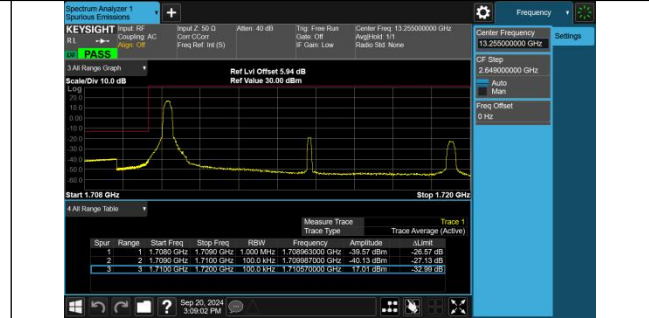 Spectrum Analyzer 1
Spurious Emissions
+
Frequency
KEYSIGHT
Input: RF
Coupling: AC
Align: Off
Input Z: 50 Ω
Corr CCorr
Freq Ref: Int (S)
Atten: 40 dB
Trig: Free Run
Gate: Off
IF Gain: Low
Center Freq: 13.255000000 GHz
Avg|Hold: 1/1
Radio Std: None
RL
PASS
Center Frequency
13.255000000 GHz
Settings
CF Step
2.649000000 GHz
Auto
Man
Freq Offset
0 Hz
3 All Range Graph
Scale/Div 10.0 dB
Ref Lvl Offset 5.94 dB
Ref Value 30.00 dBm
Log
20.0
10.0
0.00
-10.0
-20.0
-30.0
-40.0
-50.0
-60.0
Start 1.708 GHz
Stop 1.720 GHz
4 All Range Table
Measure Trace Trace 1
Trace Type Trace Average (Active)
Spur Range Start Freq Stop Freq RBW Frequency Amplitude ΔLimit
1 1 1.7080 GHz 1.7090 GHz 1.000 MHz 1.708963000 GHz -39.57 dBm -26.57 dB
2 2 1.7090 GHz 1.7100 GHz 100.0 kHz 1.709987000 GHz -40.13 dBm -27.13 dB
3 3 1.7100 GHz 1.7200 GHz 100.0 kHz 1.710570000 GHz 17.01 dBm -32.99 dB
?
Sep 20, 2024
3:09:02 PM